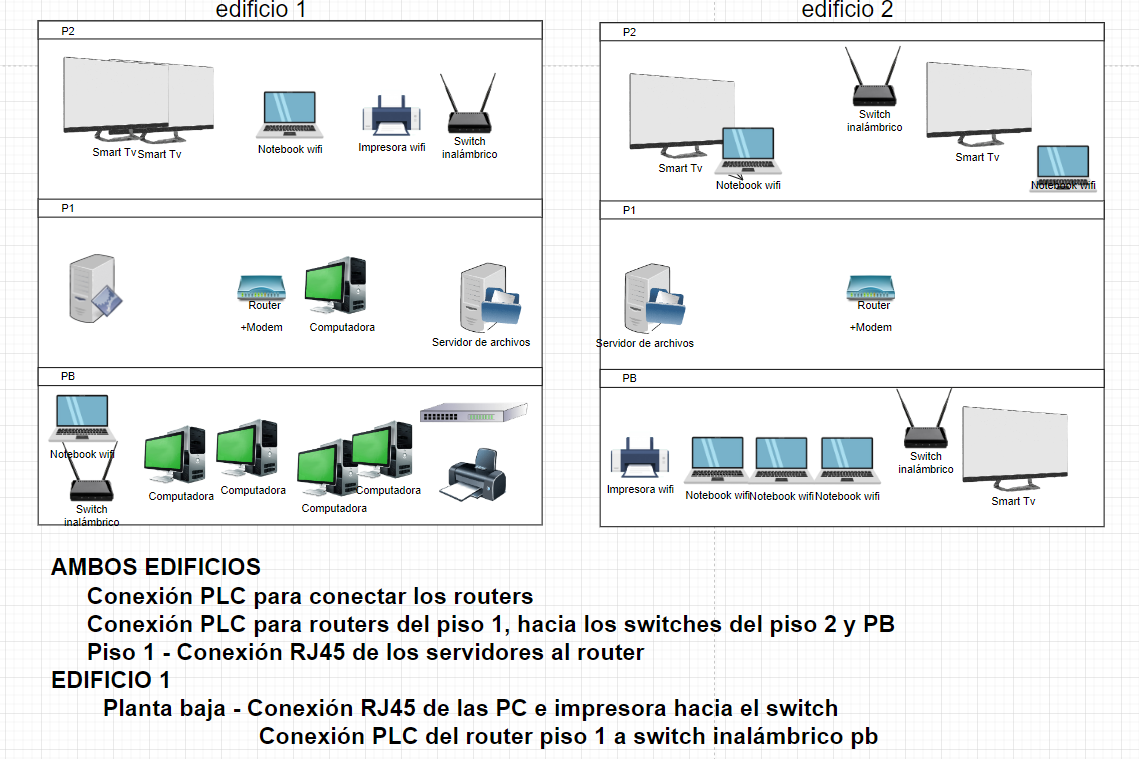 edificio 1
edificio 2
P2
Smart Tv
Smart Tv
Notebook wifi
Impresora wifi
Switch
inalámbrico
P2
Smart Tv
Notebook wifi
Switch
inalámbrico
Smart Tv
Notebook wifi
P1
Router
+Modem
Computadora
Servidor de archivos
P1
Servidor de archivos
Router
+Modem
PB
Notebook wifi
Switch
inalámbrico
Computadora
Computadora
Computadora
Computadora
PB
Impresora wifi
Notebook wifi
Notebook wifi
Notebook wifi
Switch
inalámbrico
Smart Tv
AMBOS EDIFICIOS
Conexión PLC para conectar los routers
Conexión PLC para routers del piso 1, hacia los switches del piso 2 y PB
Piso 1 - Conexión RJ45 de los servidores al router
EDIFICIO 1
Planta baja - Conexión RJ45 de las PC e impresora hacia el switch
Conexión PLC del router piso 1 a switch inalámbrico pb